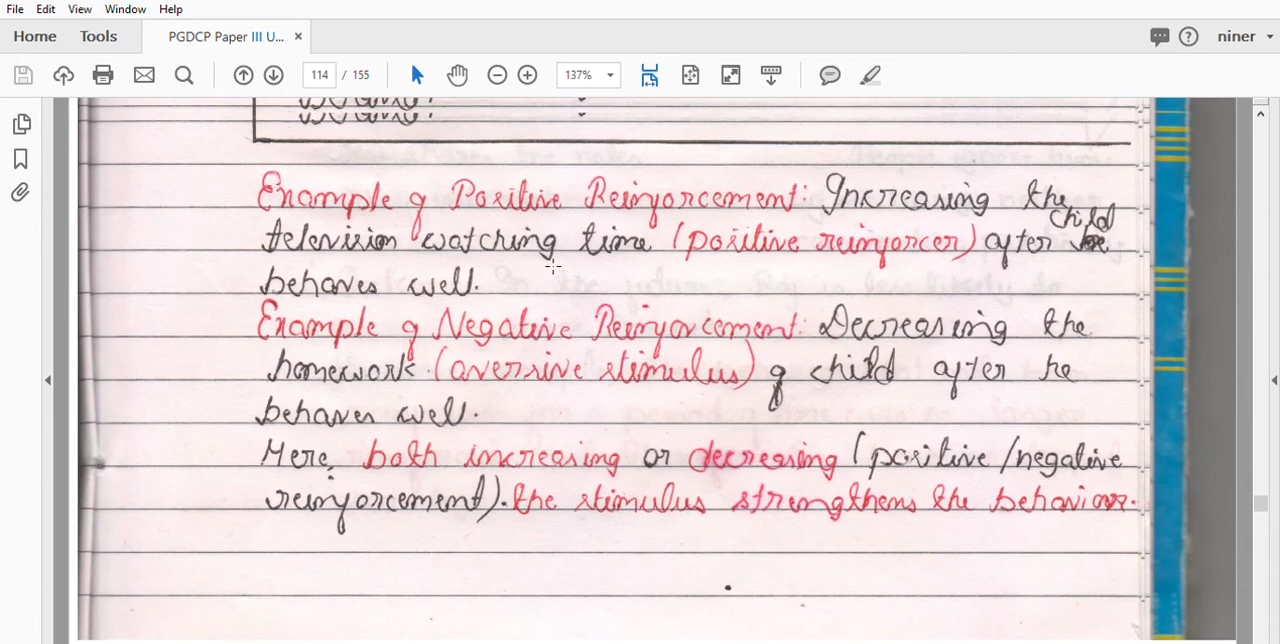 File Edit View Window Help
Home Tools PGDCP Paper III U... × niner
114 / 155 137%
Example of Positive Reinforcement: Increasing the
television watching time (positive reinforcer) after child
behaves well.
Example of Negative Reinforcement: Decreasing the
homework (aversive stimulus) of child after he
behaves well.
Here, both increasing or decreasing (positive/negative
reinforcement). the stimulus strengthens the behaviour.